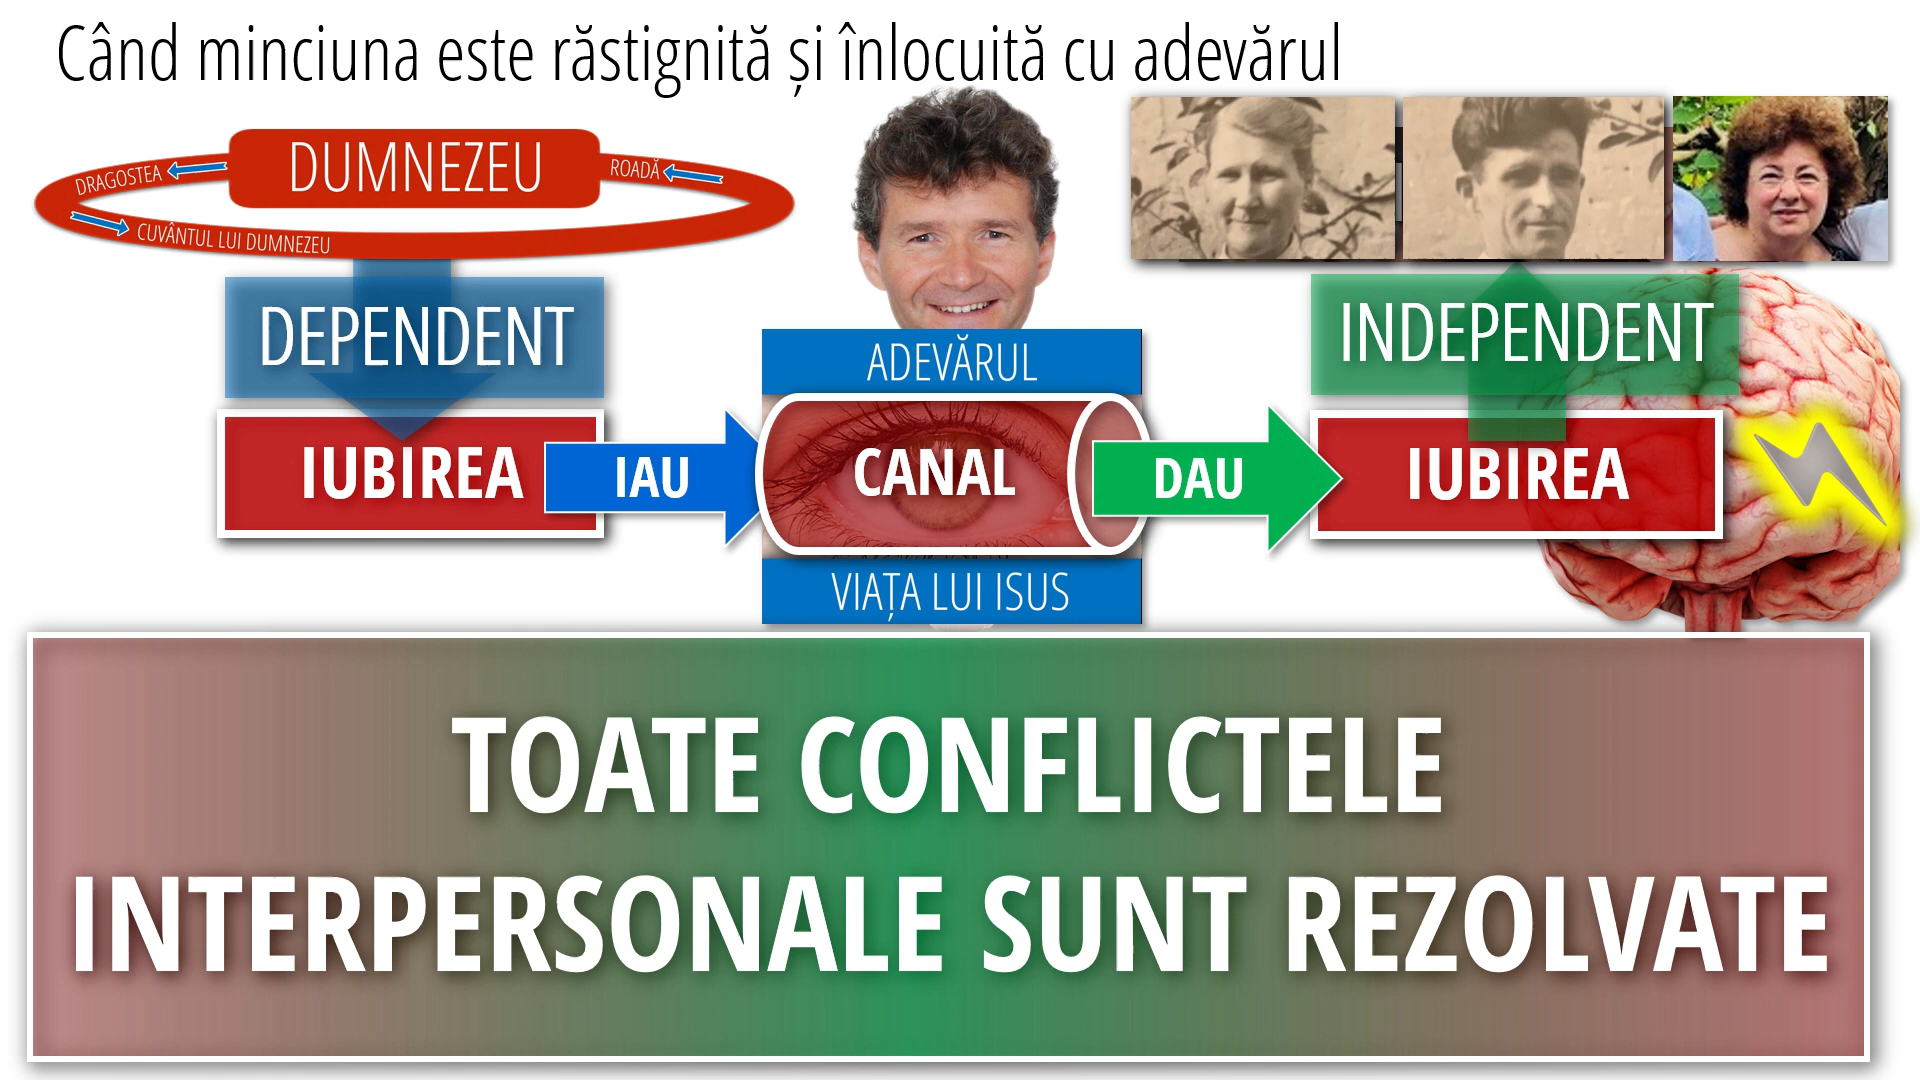 Când minciuna este răstignită și înlocuită cu adevărul
DUMNEZEU
DRAGOSTEA
ROADĂ
CUVÂNTUL LUI DUMNEZEU
DEPENDENT
INDEPENDENT
ADEVĂRUL
IUBIREA
IAU
CANAL
DAU
IUBIREA
VIAȚA LUI ISUS
TOATE CONFLICTELE
INTERPERSONALE SUNT REZOLVATE